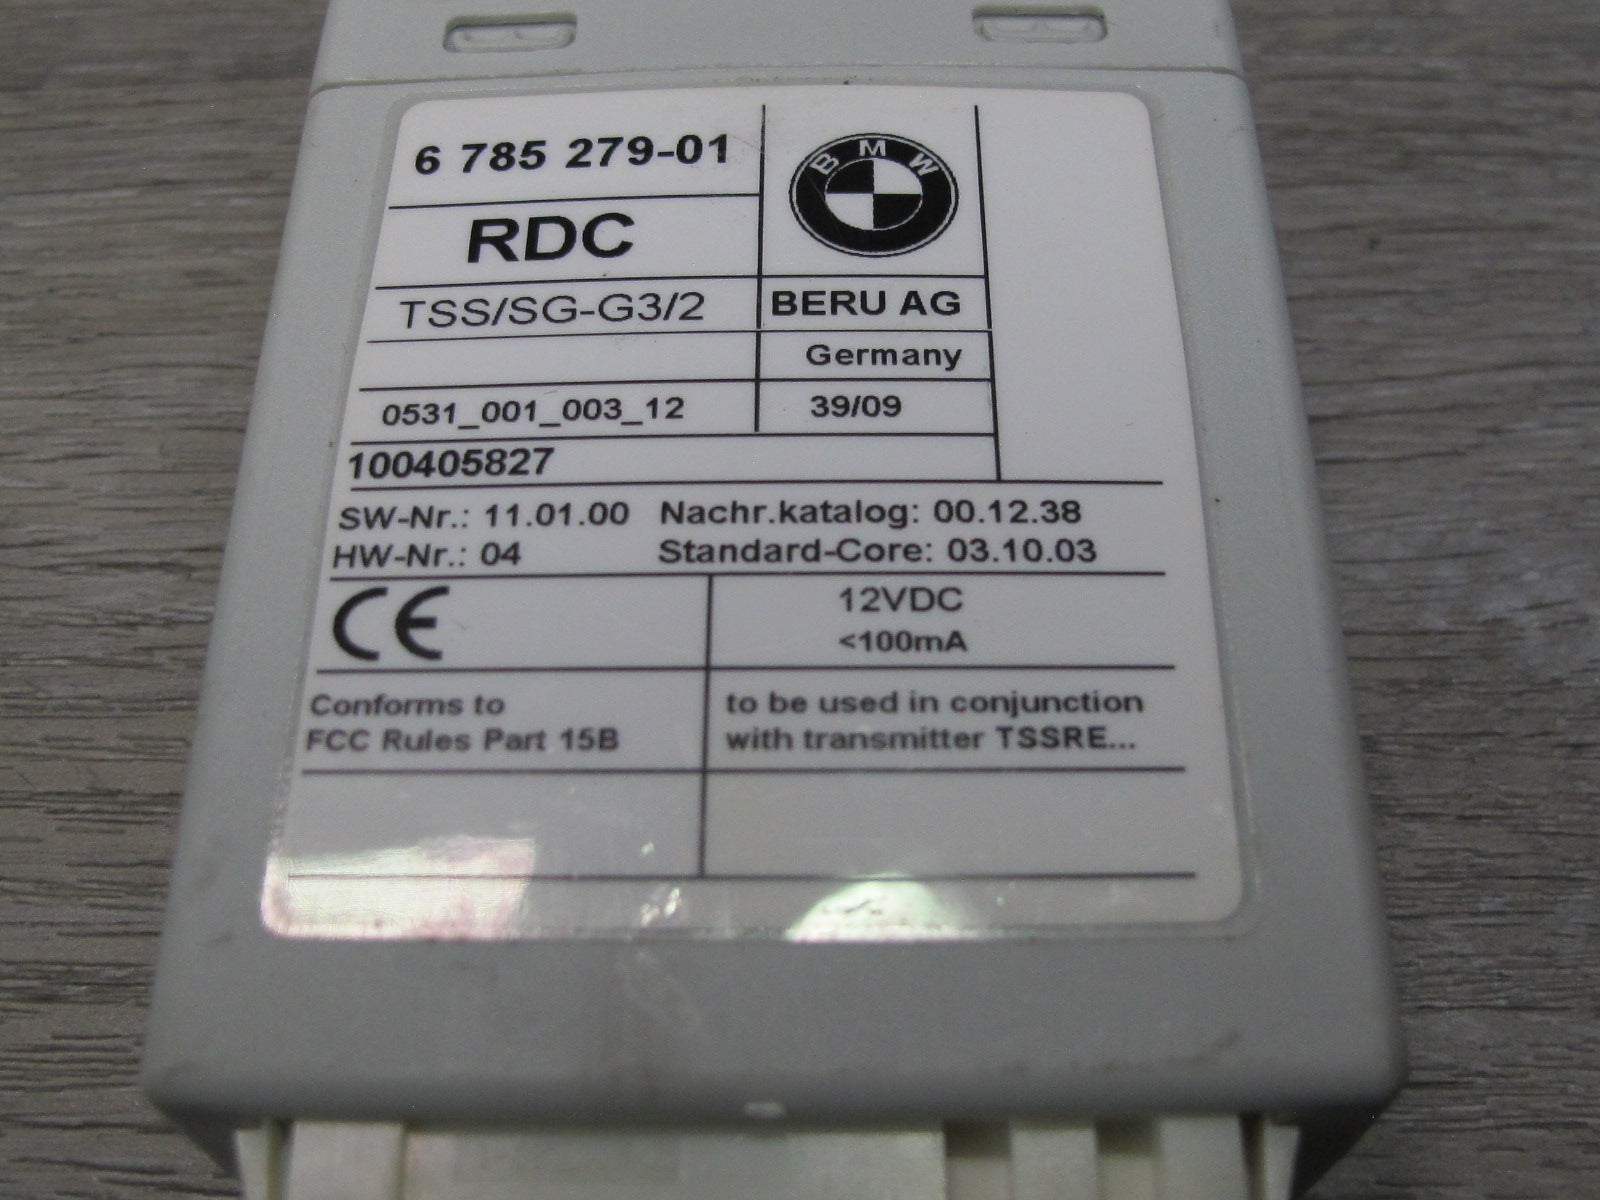 6 785 279-01
BMW
RDC
TSS/SG-G3/2
BERU AG
Germany
0531_001_003_12
39/09
100405827
SW-Nr.: 11.01.00 Nachr.katalog: 00.12.38
HW-Nr.: 04 Standard-Core: 03.10.03
CE
12VDC
<100mA
Conforms to
FCC Rules Part 15B
to be used in conjunction
with transmitter TSSRE...